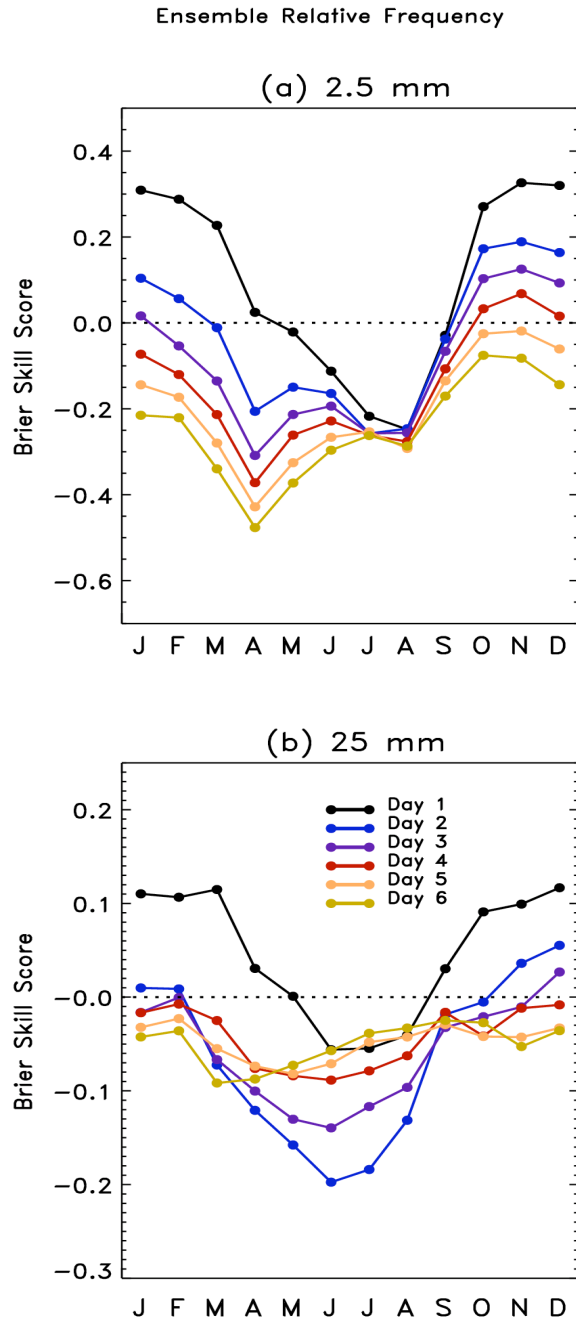 Ensemble Relative Frequency
(a) 2.5 mm
Brier Skill Score
0.4
0.2
0.0
−0.2
−0.4
−0.6
J F M A M J J A S O N D
(b) 25 mm
Brier Skill Score
0.2
0.1
−0.0
−0.1
−0.2
−0.3
Day 1
Day 2
Day 3
Day 4
Day 5
Day 6
J F M A M J J A S O N D